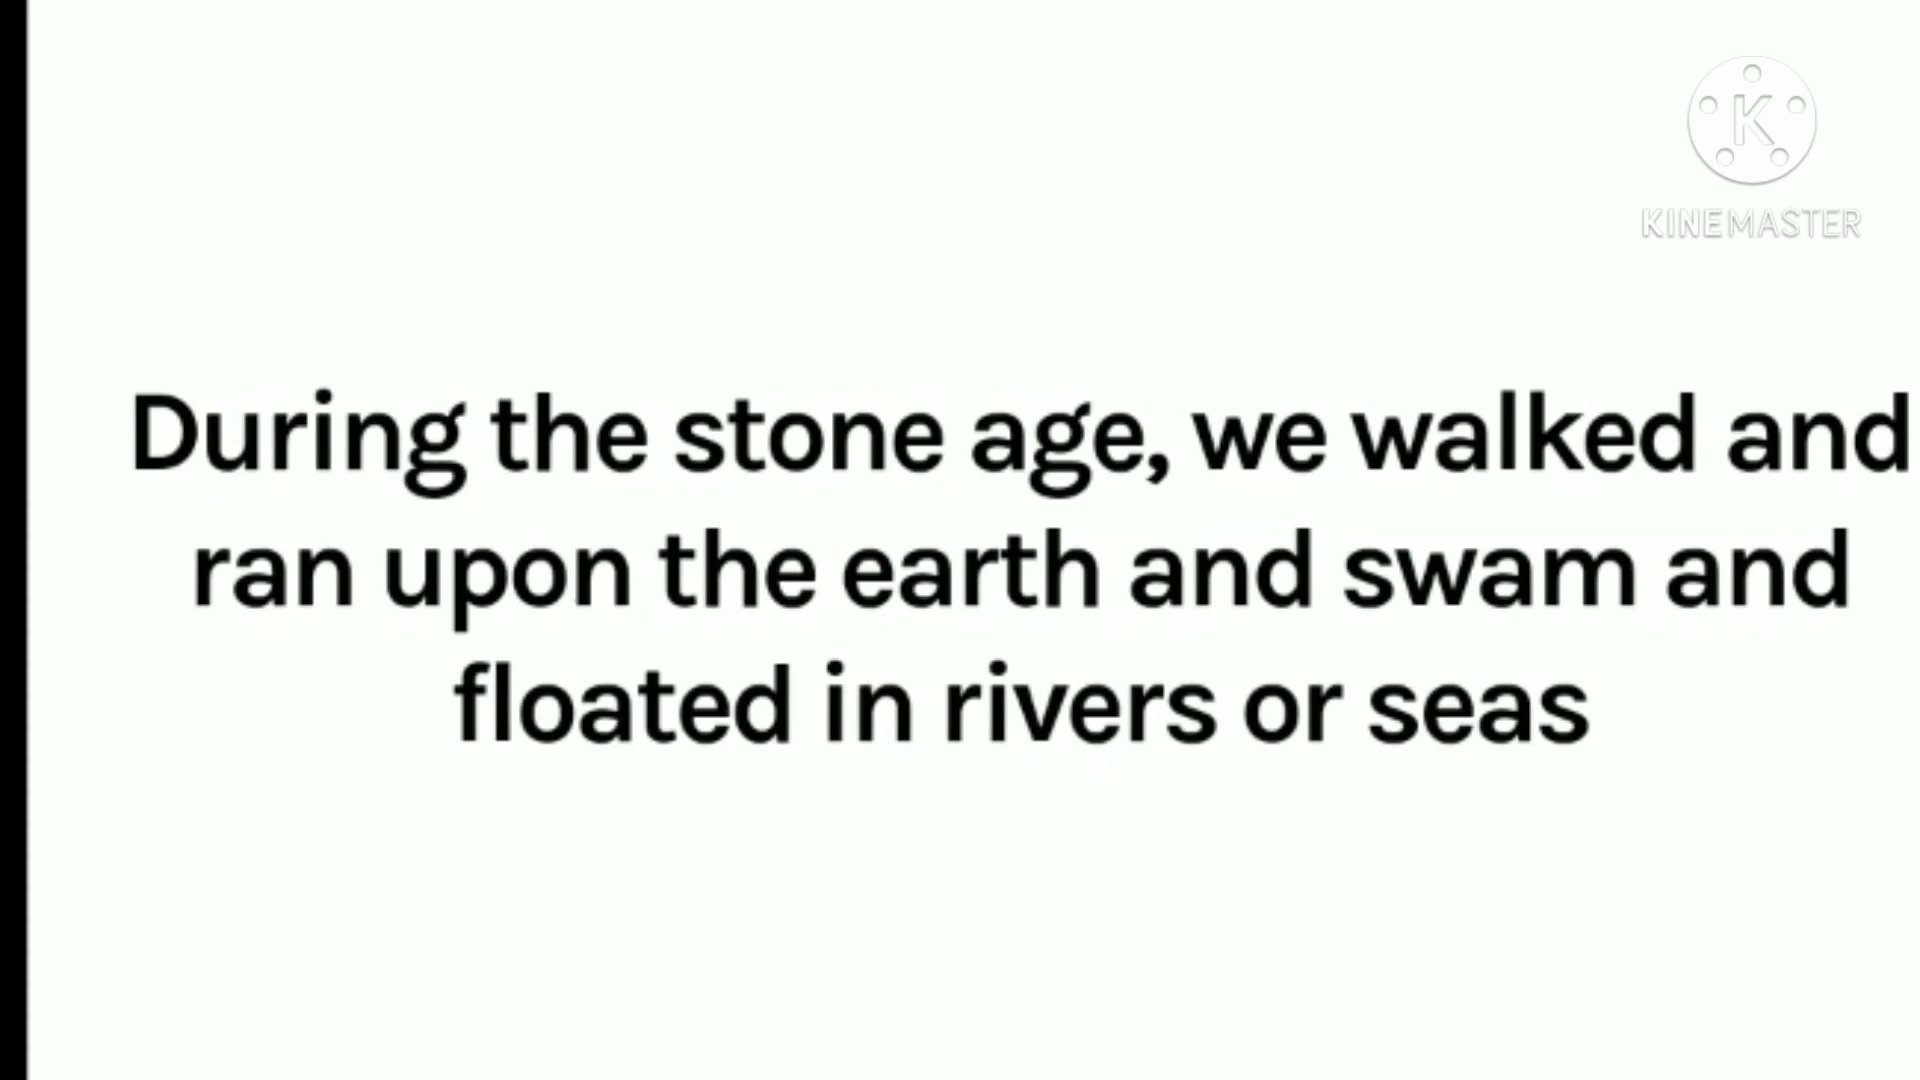 K
KINEMASTER
During the stone age, we walked and
ran upon the earth and swam and
floated in rivers or seas